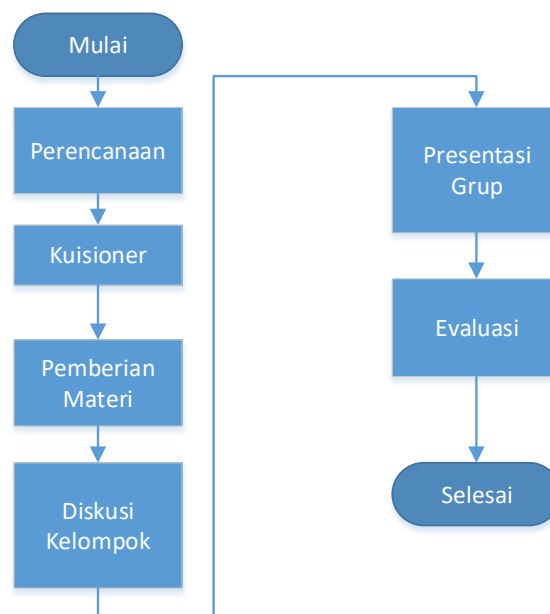 Mulai
Perencanaan
Kuisioner
Pemberian
Materi
Diskusi
Kelompok
Presentasi
Grup
Evaluasi
Selesai